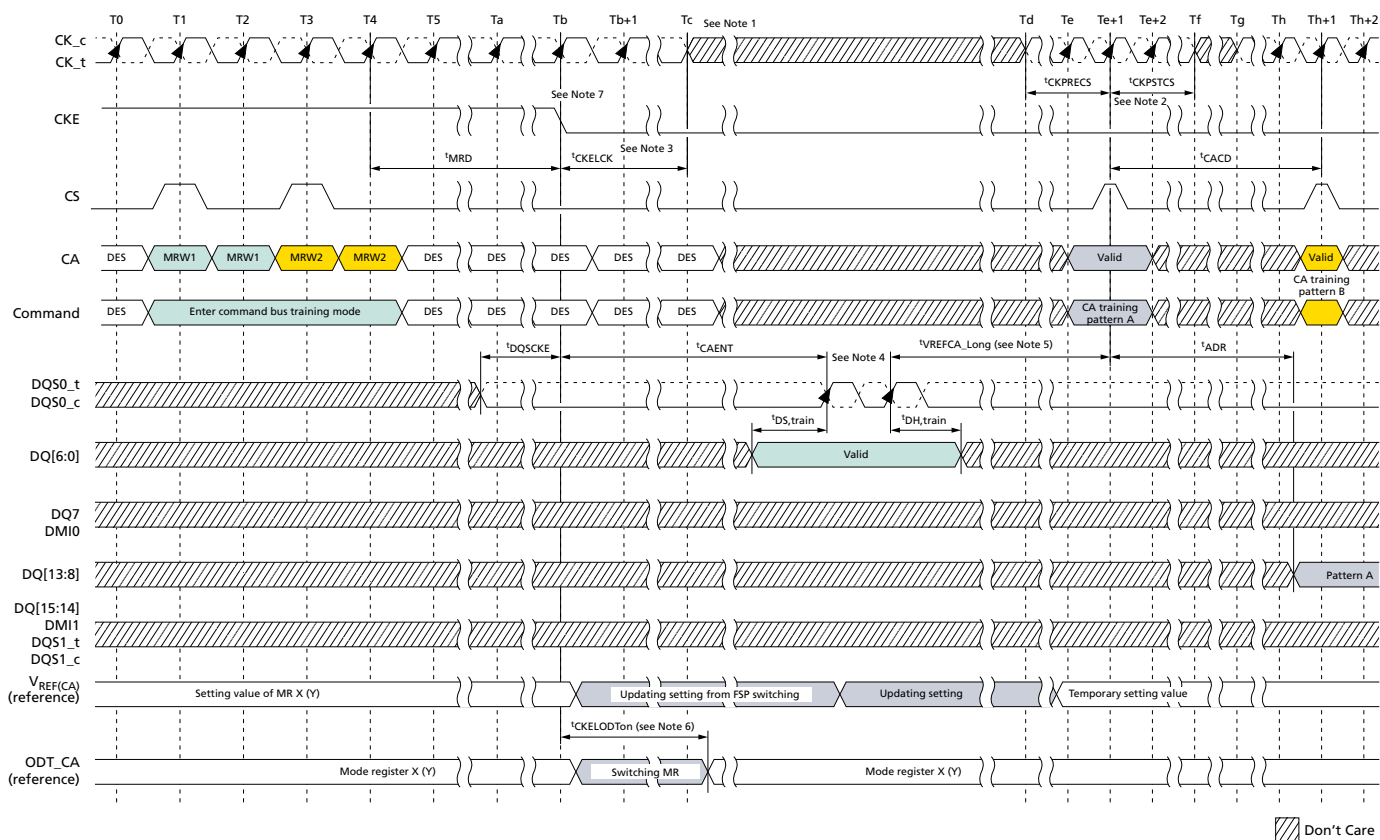 T0 T1 T2 T3 T4 T5 Ta Tb Tb+1 Tc See Note 1 Td Te Te+1 Te+2 Tf Tg Th Th+1 Th+2
CK_c
CK_t
tCKPRECS tCKPSTCS
See Note 7 See Note 2
CKE
See Note 3
tMRD tCKELCK tCACD
CS
CA DES MRW1 MRW1 MRW2 MRW2 DES DES DES DES DES Valid Valid
CA training
pattern B
Command DES Enter command bus training mode DES DES DES DES DES CA training
pattern A
tDQSCKE tCAENT See Note 4 tVREFCA_Long (see Note 5) tADR
DQS0_t
DQS0_c
tDS,train tDH,train
DQ[6:0] Valid
DQ7
DMI0
DQ[13:8] Pattern A
DQ[15:14]
DMI1
DQS1_t
DQS1_c
VREF(CA)
(reference) Setting value of MR X (Y) Updating setting from FSP switching Updating setting Temporary setting value
tCKELODTon (see Note 6)
ODT_CA
(reference) Mode register X (Y) Switching MR Mode register X (Y)
Don't Care